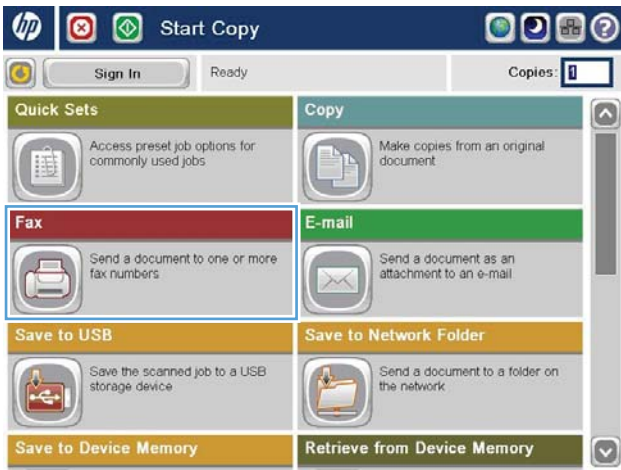 hp
Start Copy
?
Sign In
Ready
Copies: 1
Quick Sets
Access preset job options for
commonly used jobs
Copy
Make copies from an original
document
Fax
Send a document to one or more
fax numbers
E-mail
Send a document as an
attachment to an e-mail
Save to USB
Save the scanned job to a USB
storage device
Save to Network Folder
Send a document to a folder on
the network
Save to Device Memory
Retrieve from Device Memory